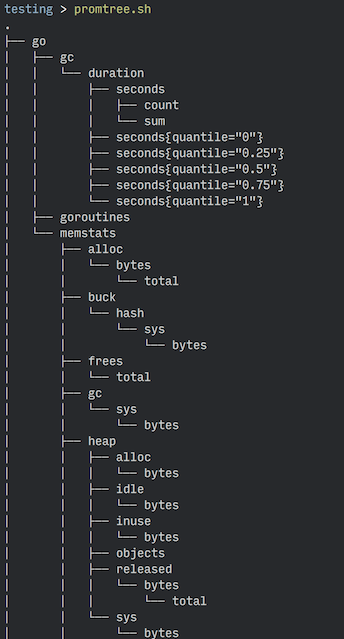 testing > promtree.sh
.
├── go
│   ├── gc
│   │   └── duration
│   │       ├── seconds
│   │       │   ├── count
│   │       │   └── sum
│   │       ├── seconds{quantile="0"}
│   │       ├── seconds{quantile="0.25"}
│   │       ├── seconds{quantile="0.5"}
│   │       ├── seconds{quantile="0.75"}
│   │       └── seconds{quantile="1"}
│   ├── goroutines
│   └── memstats
│       ├── alloc
│       │   └── bytes
│       │       └── total
│       ├── buck
│       │   └── hash
│       │       └── sys
│       │           └── bytes
│       ├── frees
│       │   └── total
│       ├── gc
│       │   └── sys
│       │       └── bytes
│       ├── heap
│       │   ├── alloc
│       │   │   └── bytes
│       │   ├── idle
│       │   │   └── bytes
│       │   ├── inuse
│       │   │   └── bytes
│       │   ├── objects
│       │   ├── released
│       │   │   └── bytes
│       │   │       └── total
│       │   └── sys
│       │       └── bytes